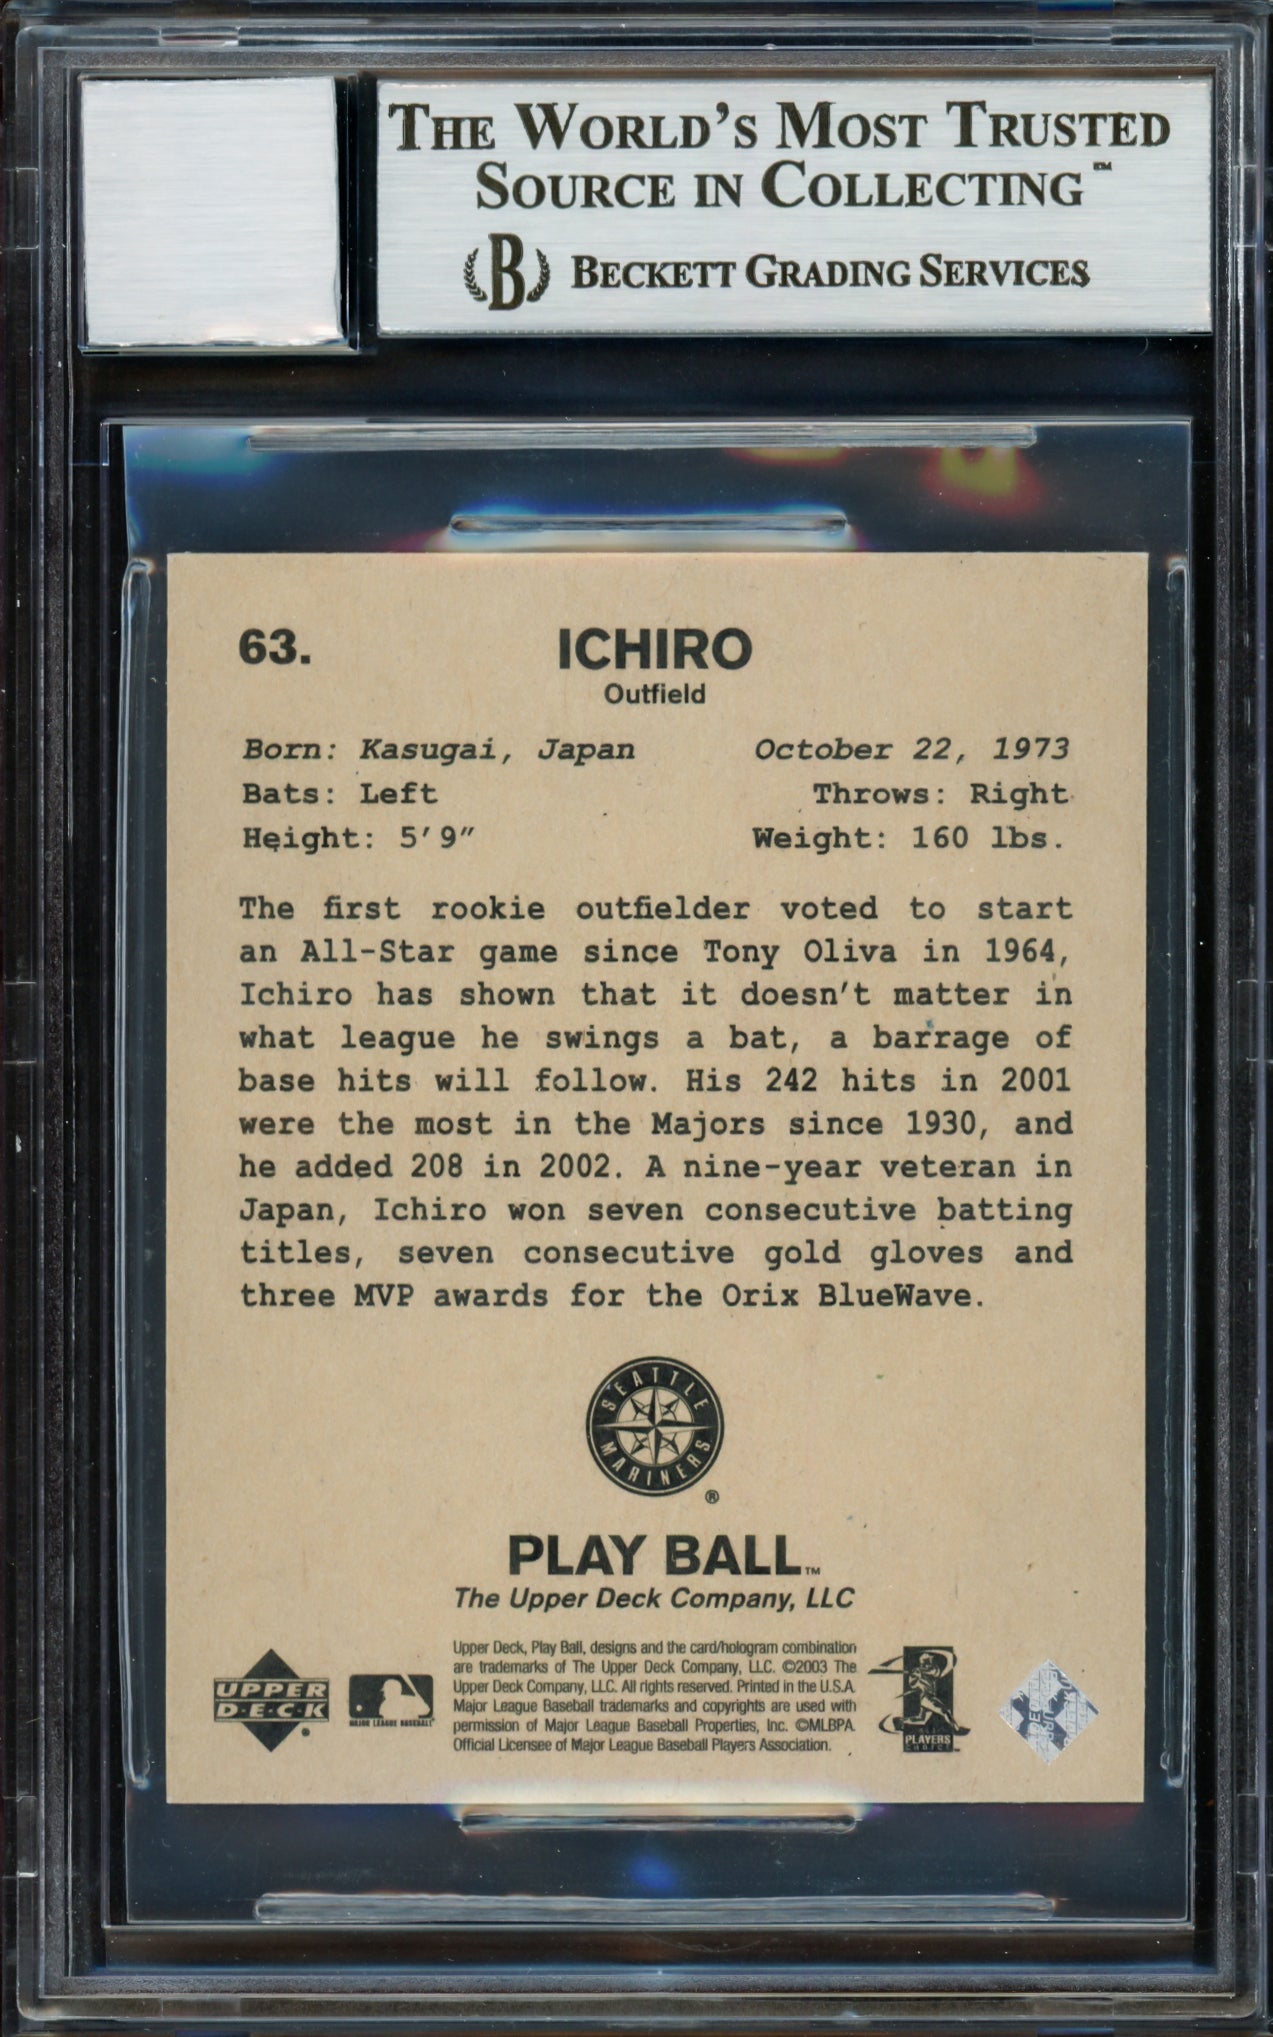 THE WORLD'S MOST TRUSTED
SOURCE IN COLLECTING™
B BECKETT GRADING SERVICES
63. ICHIRO
Outfield
Born: Kasugai, Japan October 22, 1973
Bats: Left Throws: Right
Height: 5'9" Weight: 160 lbs.
The first rookie outfielder voted to start
an All-Star game since Tony Oliva in 1964,
Ichiro has shown that it doesn't matter in
what league he swings a bat, a barrage of
base hits will follow. His 242 hits in 2001
were the most in the Majors since 1930, and
he added 208 in 2002. A nine-year veteran in
Japan, Ichiro won seven consecutive batting
titles, seven consecutive gold gloves and
three MVP awards for the Orix BlueWave.
SEATTLE
MARINERS
®
PLAY BALL™
The Upper Deck Company, LLC
Upper Deck, Play Ball, designs and the card/hologram combination
are trademarks of The Upper Deck Company, LLC. ©2003 The
Upper Deck Company, LLC. All rights reserved. Printed in the U.S.A.
Major League Baseball trademarks and copyrights are used with
permission of Major League Baseball Properties, Inc. ©MLBPA
Official Licensee of Major League Baseball Players Association.
UPPER
D·E·C·K
®
MAJOR LEAGUE BASEBALL
PLAYERS
CHOICE